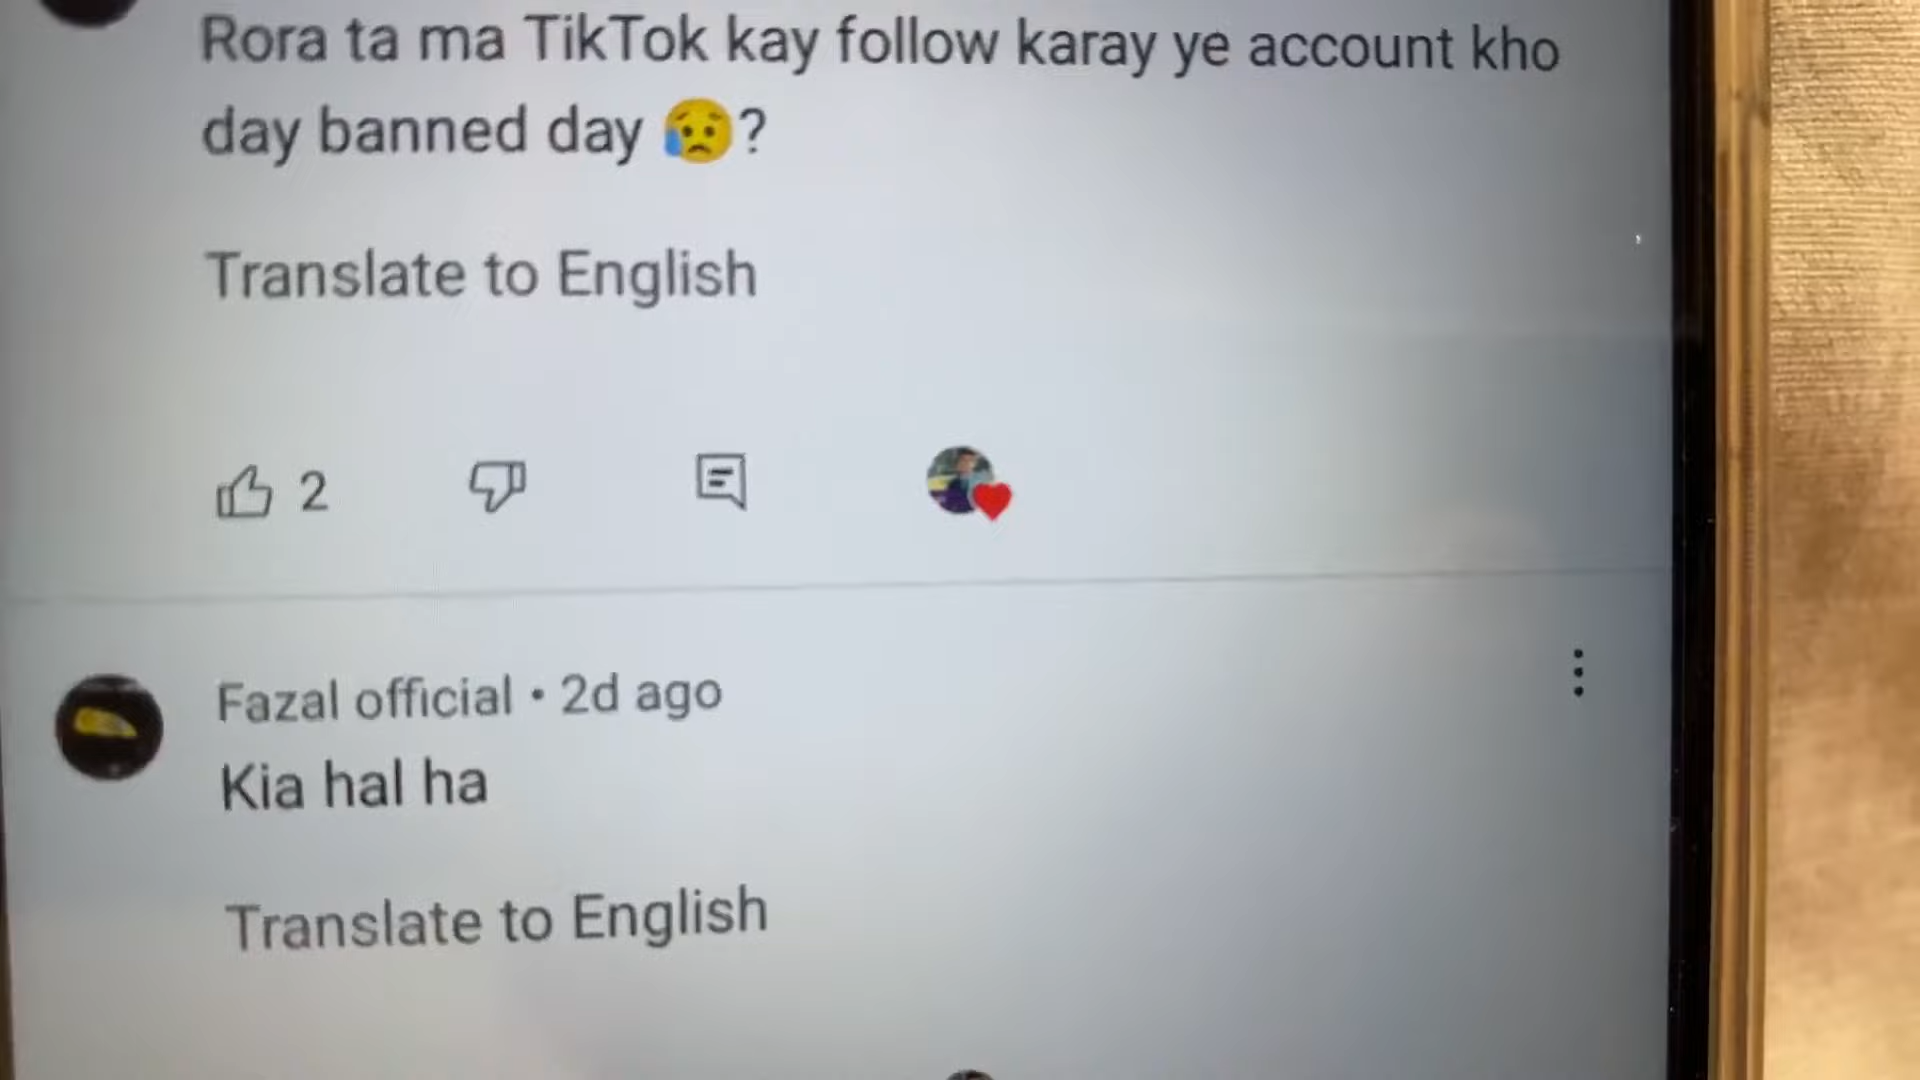 Rora ta ma TikTok kay follow karay ye account kho
day banned day 😥?
Translate to English
2
Fazal official • 2d ago
Kia hal ha
Translate to English